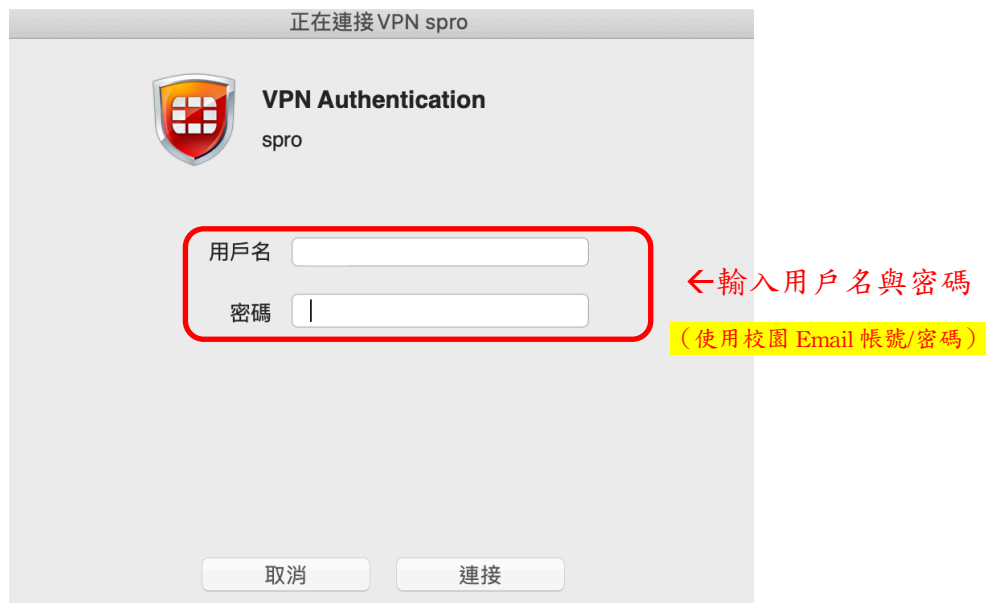 正在連接VPN spro
VPN Authentication
spro
用戶名
密碼
←輸入用戶名與密碼
（使用校園 Email 帳號/密碼）
取消
連接